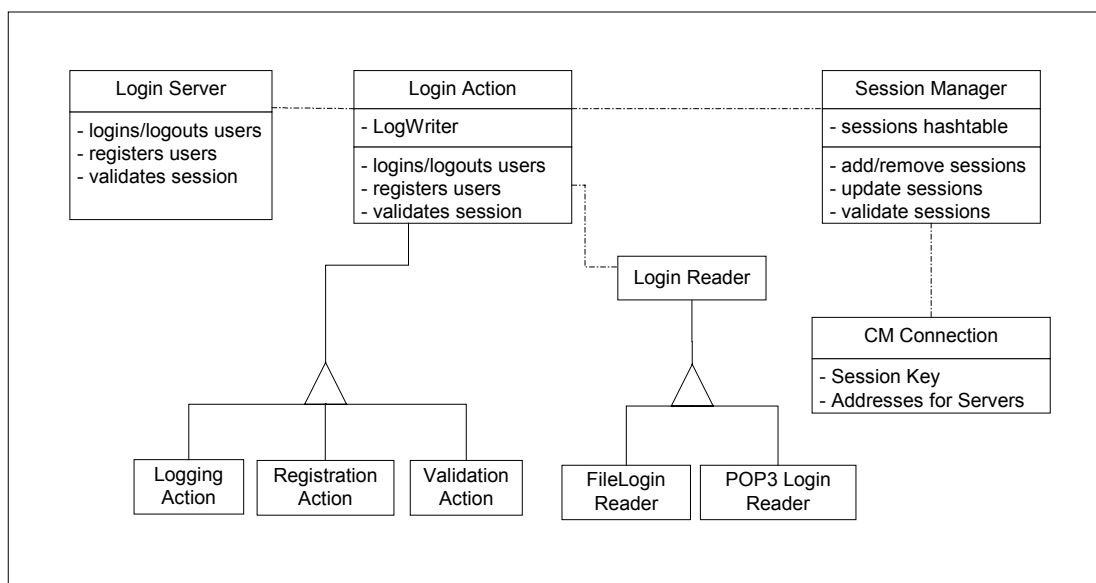 Login Server
- logins/logouts users
- registers users
- validates session
Login Action
- LogWriter
- logins/logouts users
- registers users
- validates session
Session Manager
- sessions hashtable
- add/remove sessions
- update sessions
- validate sessions
Login Reader
CM Connection
- Session Key
- Addresses for Servers
Logging
Action
Registration
Action
Validation
Action
FileLogin
Reader
POP3 Login
Reader